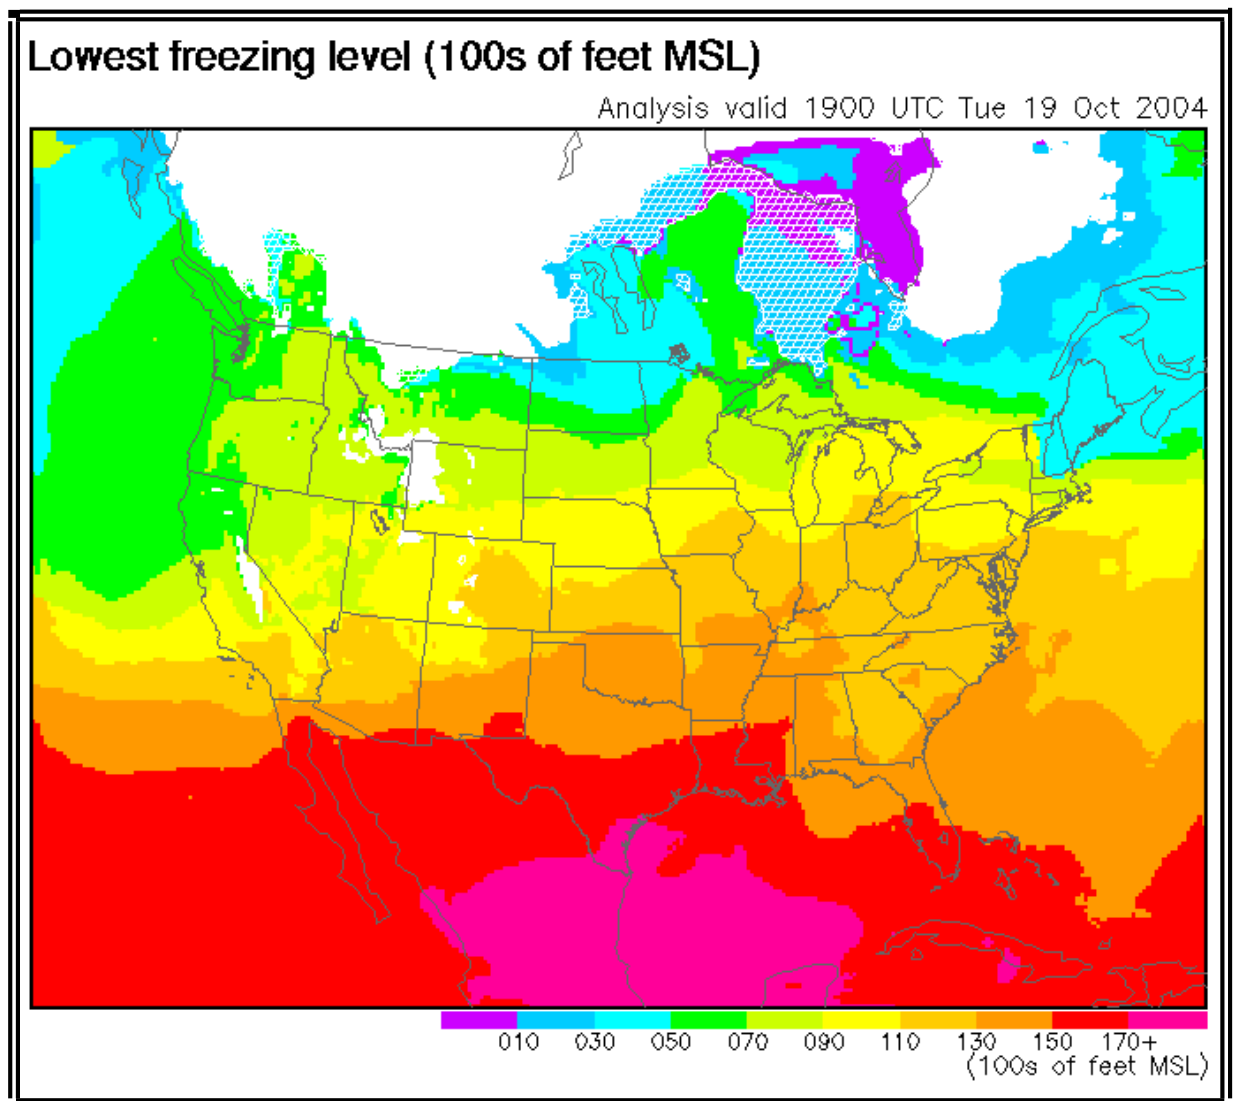 Lowest freezing level (100s of feet MSL)
Analysis valid 1900 UTC Tue 19 Oct 2004
010 030 050 070 090 110 130 150 170+
(100s of feet MSL)